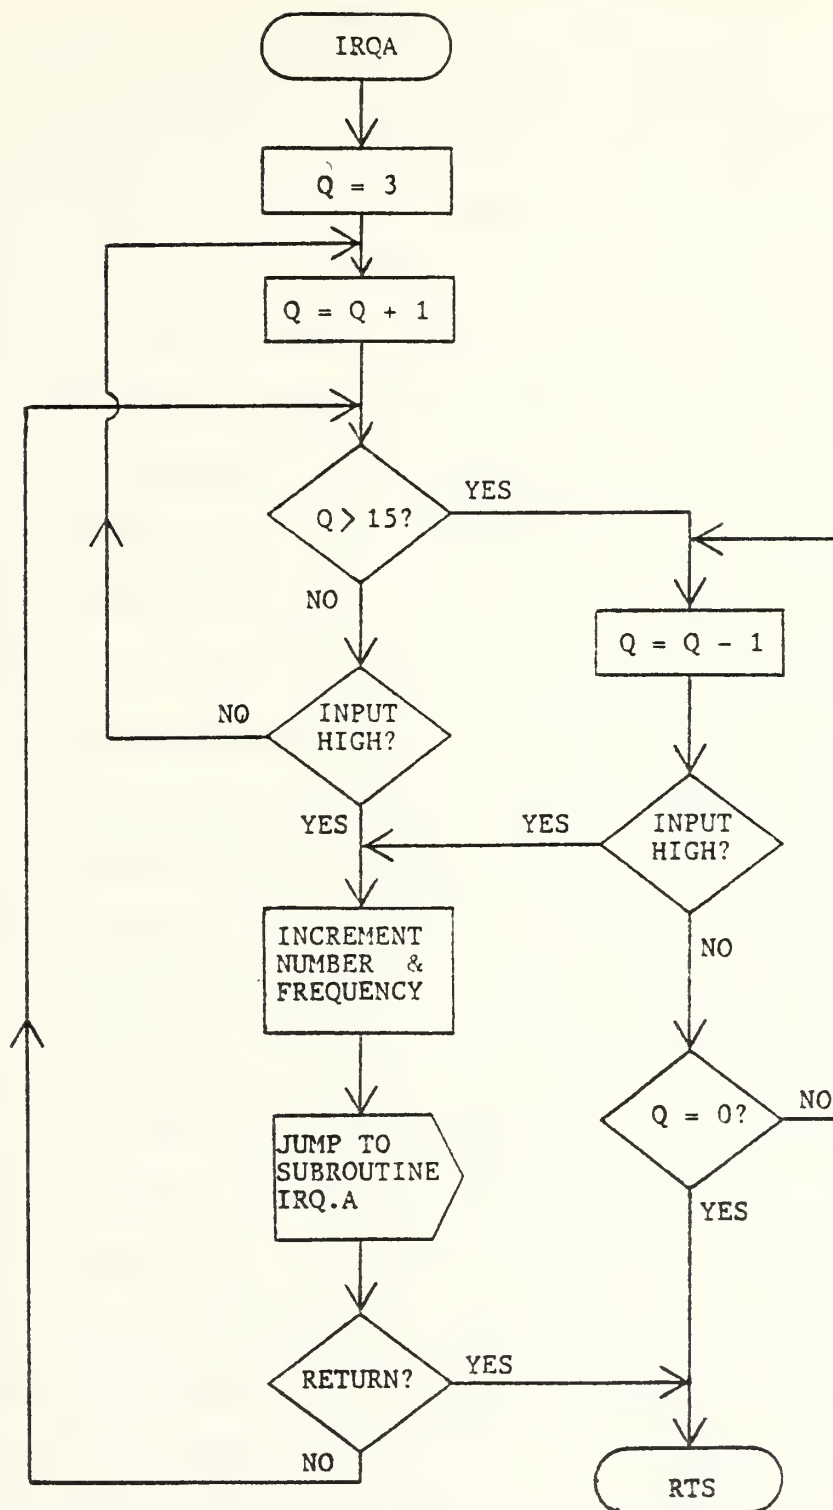 IRQA
Q = 3
Q = Q + 1
Q > 15?
YES
NO
Q = Q - 1
INPUT
HIGH?
NO
YES
INPUT
HIGH?
YES
NO
INCREMENT
NUMBER &
FREQUENCY
Q = 0?
NO
YES
JUMP TO
SUBROUTINE
IRQ.A
RETURN?
YES
NO
RTS